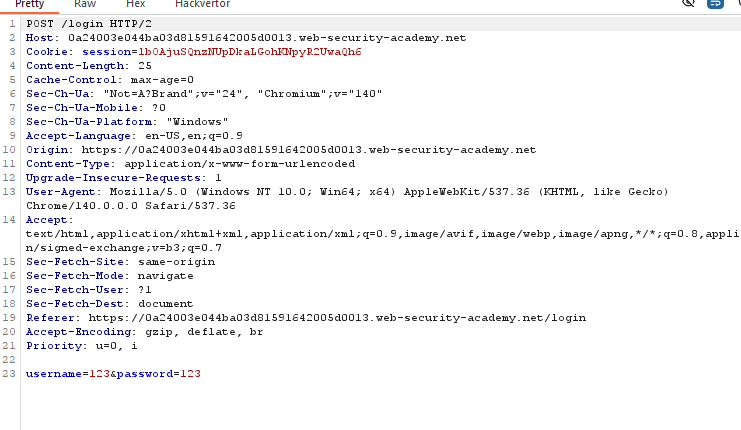 Pretty Raw Hex Hackvertor
1 POST /login HTTP/2
2 Host: 0a24003e044ba03d81591642005d0013.web-security-academy.net
3 Cookie: session=lbOAjuSQnzNUpDkaLGohKNpyR2UwaQh6
4 Content-Length: 25
5 Cache-Control: max-age=0
6 Sec-Ch-Ua: "Not=A?Brand";v="24", "Chromium";v="140"
7 Sec-Ch-Ua-Mobile: ?0
8 Sec-Ch-Ua-Platform: "Windows"
9 Accept-Language: en-US,en;q=0.9
10 Origin: https://0a24003e044ba03d81591642005d0013.web-security-academy.net
11 Content-Type: application/x-www-form-urlencoded
12 Upgrade-Insecure-Requests: 1
13 User-Agent: Mozilla/5.0 (Windows NT 10.0; Win64; x64) AppleWebKit/537.36 (KHTML, like Gecko)
Chrome/140.0.0.0 Safari/537.36
14 Accept:
text/html,application/xhtml+xml,application/xml;q=0.9,image/avif,image/webp,image/apng,*/*;q=0.8,appli
n/signed-exchange;v=b3;q=0.7
15 Sec-Fetch-Site: same-origin
16 Sec-Fetch-Mode: navigate
17 Sec-Fetch-User: ?1
18 Sec-Fetch-Dest: document
19 Referer: https://0a24003e044ba03d81591642005d0013.web-security-academy.net/login
20 Accept-Encoding: gzip, deflate, br
21 Priority: u=0, i
22
23 username=123&password=123